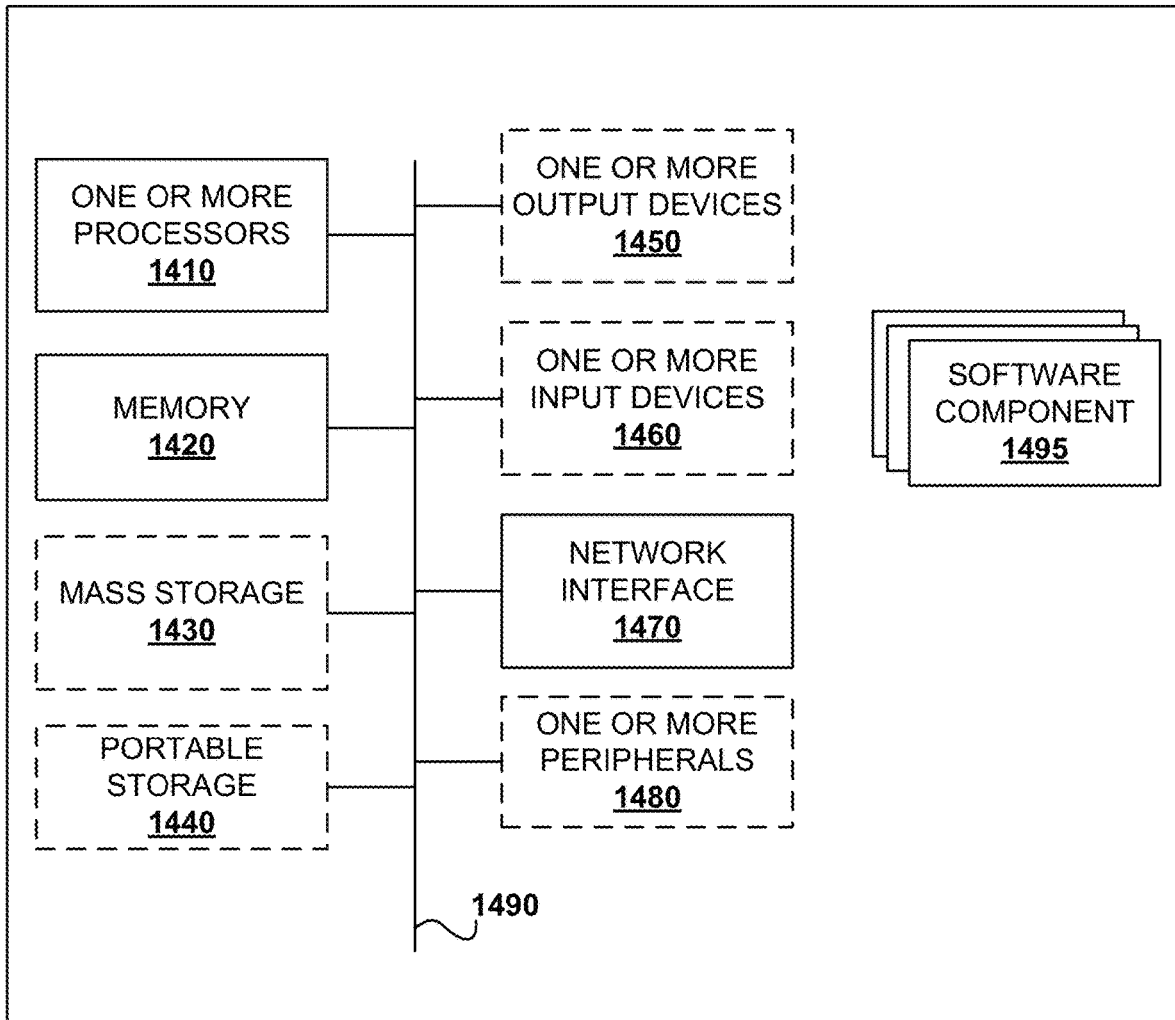 ONE OR MORE
PROCESSORS
1410
MEMORY
1420
MASS STORAGE
1430
PORTABLE
STORAGE
1440
ONE OR MORE
OUTPUT DEVICES
1450
ONE OR MORE
INPUT DEVICES
1460
NETWORK
INTERFACE
1470
ONE OR MORE
PERIPHERALS
1480
1490
SOFTWARE
COMPONENT
1495